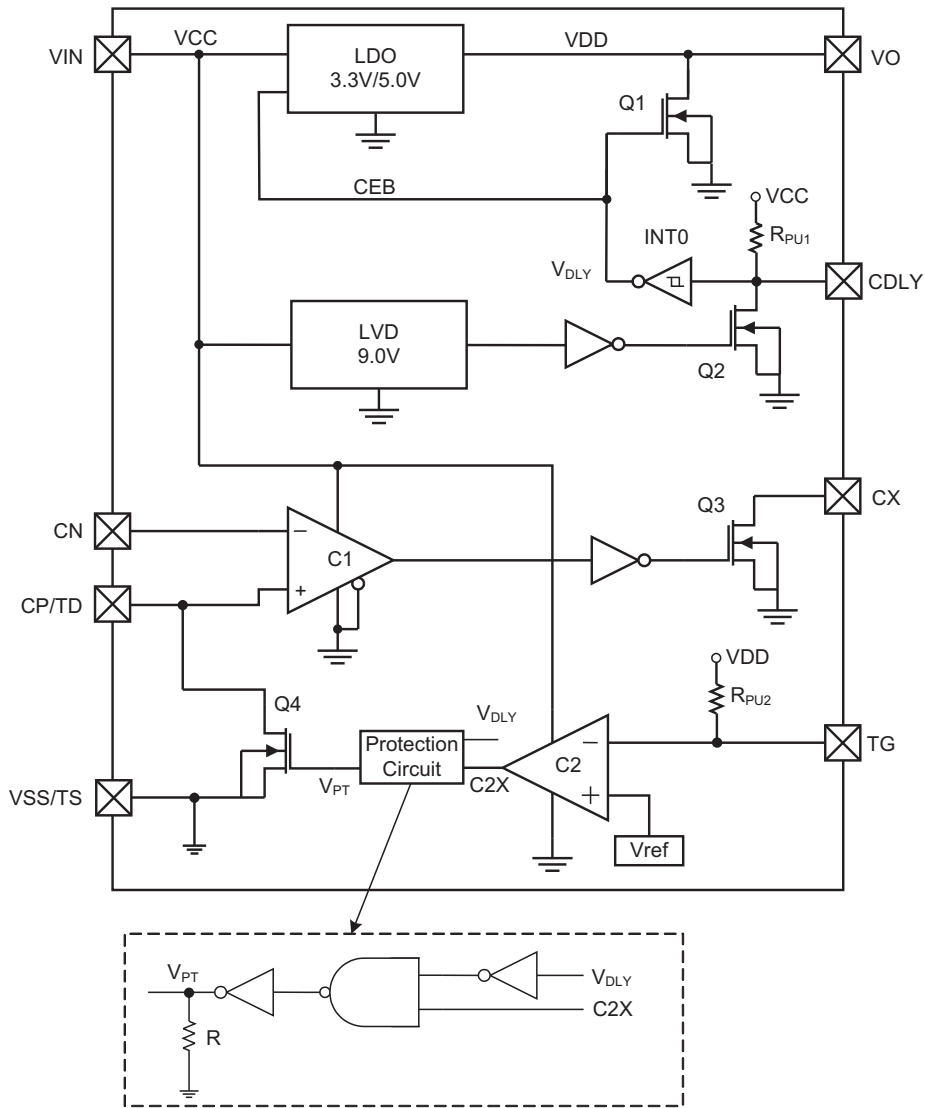 VIN
VCC
LDO
3.3V/5.0V
VDD
VO
Q1
CEB
VCC
INT0
RPU1
VDLY
CDLY
LVD
9.0V
Q2
CX
Q3
CN
−
C1
CP/TD
+
VDD
RPU2
Q4
VDLY
Protection
Circuit
−
TG
C2
VPT
C2X
VSS/TS
+
Vref
VPT
VDLY
C2X
R